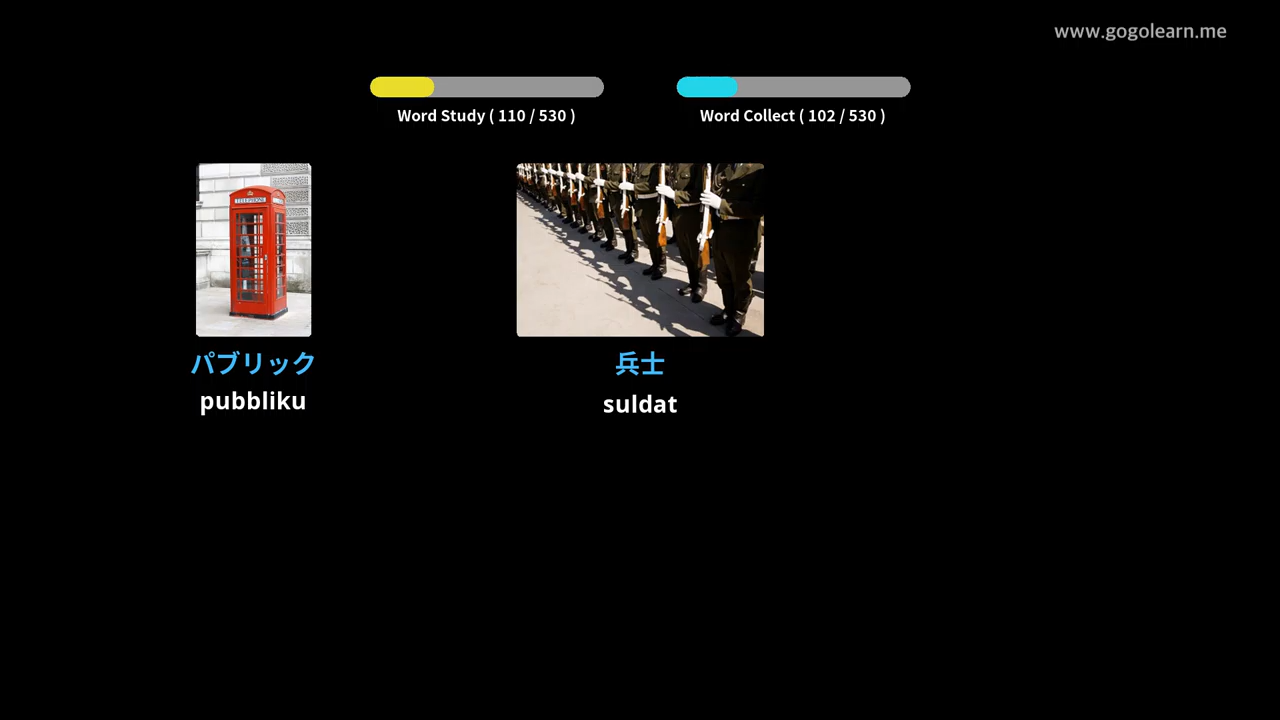 www.gogolearn.me
Word Study ( 110 / 530 )
Word Collect ( 102 / 530 )
TELEPHONE
パブリック
pubbliku
兵士
suldat